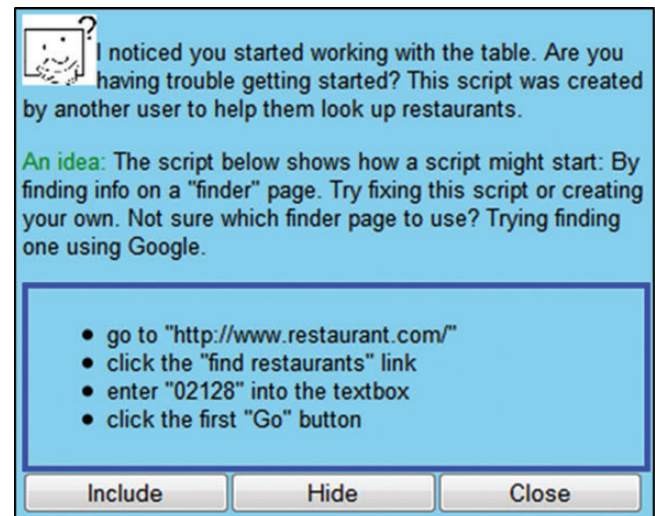 ?
I noticed you started working with the table. Are you
having trouble getting started? This script was created
by another user to help them look up restaurants.
An idea: The script below shows how a script might start: By
finding info on a "finder" page. Try fixing this script or creating
your own. Not sure which finder page to use? Trying finding
one using Google.
• go to "http://www.restaurant.com/"
• click the "find restaurants" link
• enter "02128" into the textbox
• click the first "Go" button
Include Hide Close